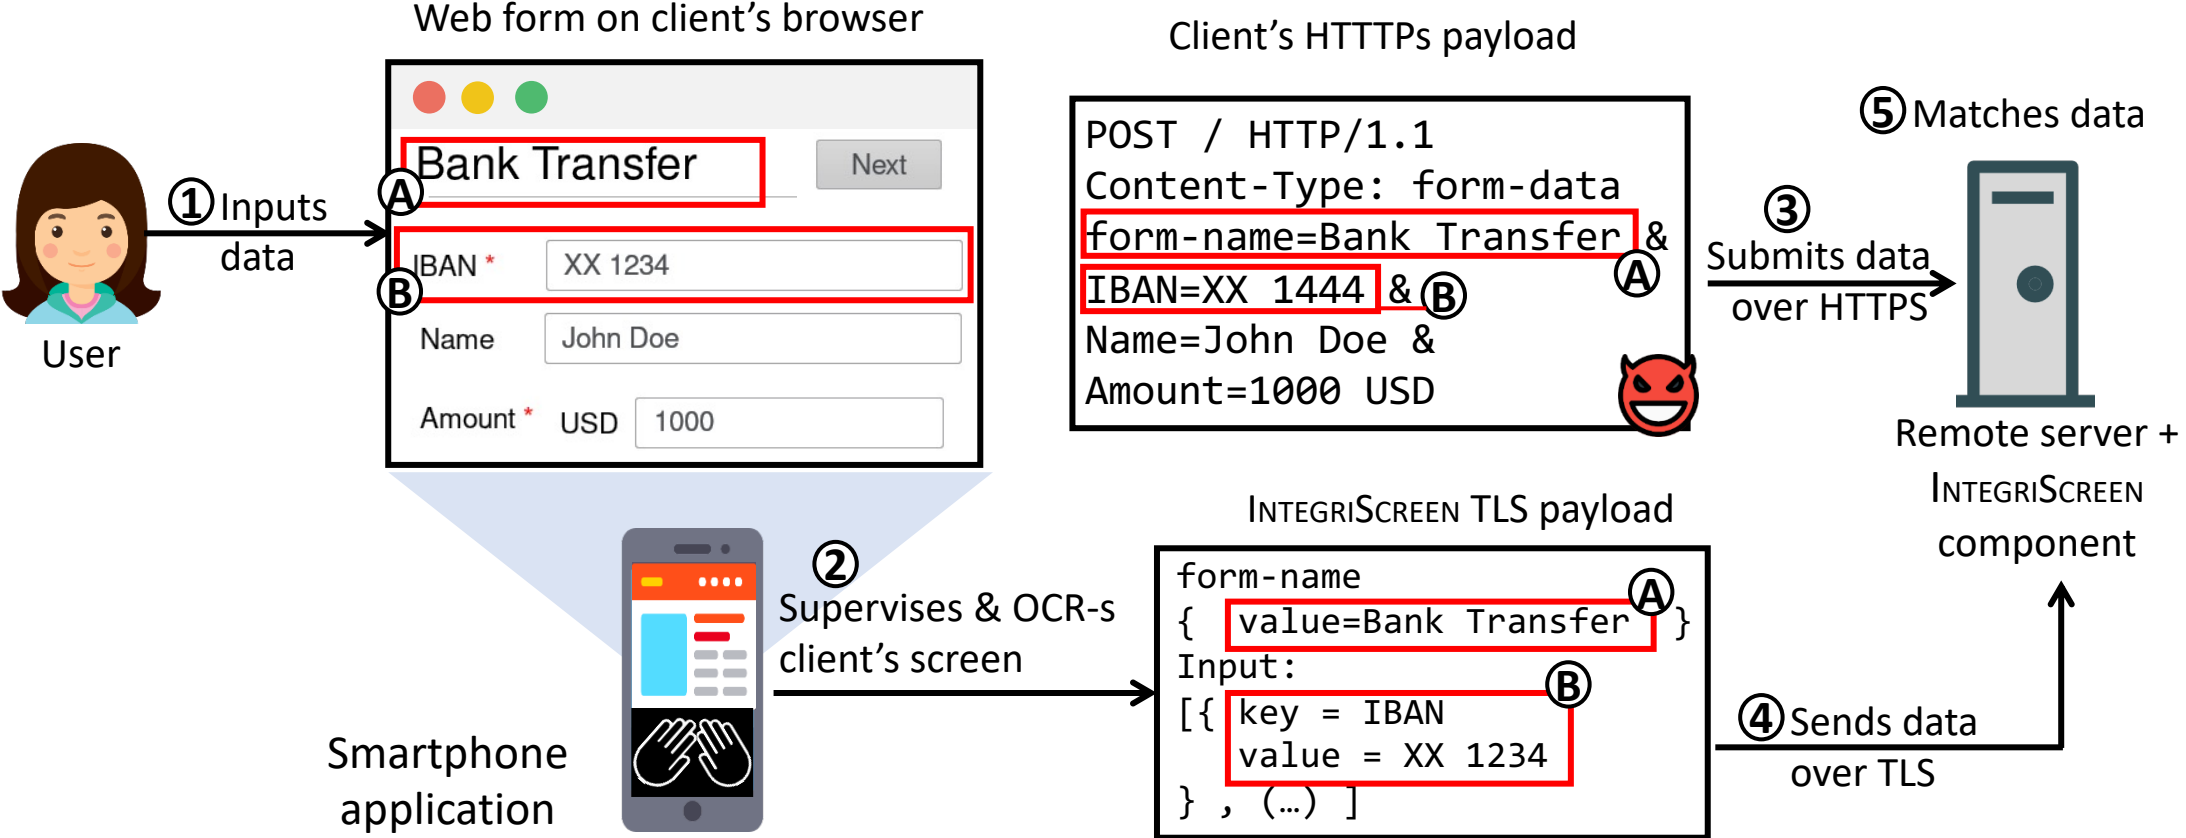 Web form on client's browser
Bank Transfer
Next
A
IBAN *
XX 1234
B
Name
John Doe
Amount *
USD
1000
User
1 Inputs
data
Client's HTTTPs payload
POST / HTTP/1.1
Content-Type: form-data
form-name=Bank Transfer &
A
IBAN=XX 1444 &
B
Name=John Doe &
Amount=1000 USD
3
Submits data
over HTTPS
5 Matches data
Remote server +
INTEGRISCREEN
component
Smartphone
application
2
Supervises & OCR-s
client's screen
INTEGRISCREEN TLS payload
form-name
A
{ value=Bank Transfer }
Input:
B
[{ key = IBAN
value = XX 1234
} , (…) ]
4 Sends data
over TLS